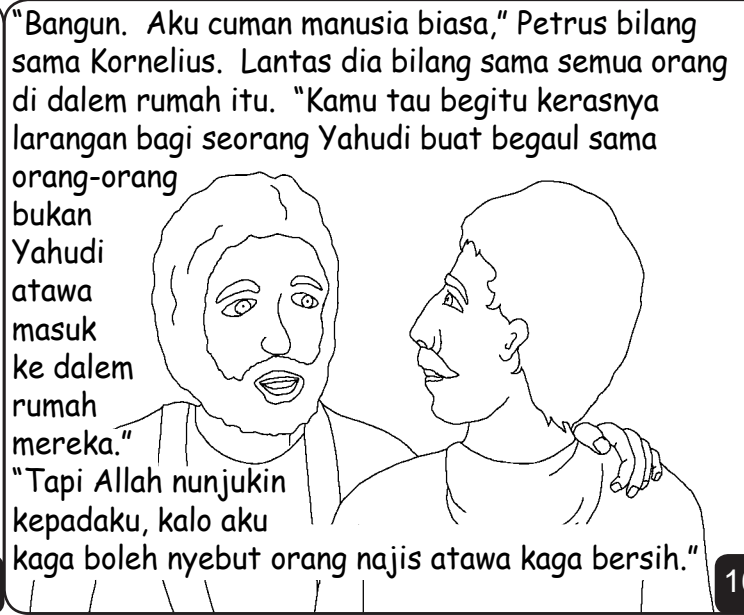 “Bangun.  Aku cuman manusia biasa,” Petrus bilang
sama Kornelius.  Lantas dia bilang sama semua orang
di dalem rumah itu.  “Kamu tau begitu kerasnya
larangan bagi seorang Yahudi buat begaul sama
orang-orang
bukan
Yahudi
atawa
masuk
ke dalem
rumah
mereka.”
“Tapi Allah nunjukin
kepadaku, kalo aku
kaga boleh nyebut orang najis atawa kaga bersih.”